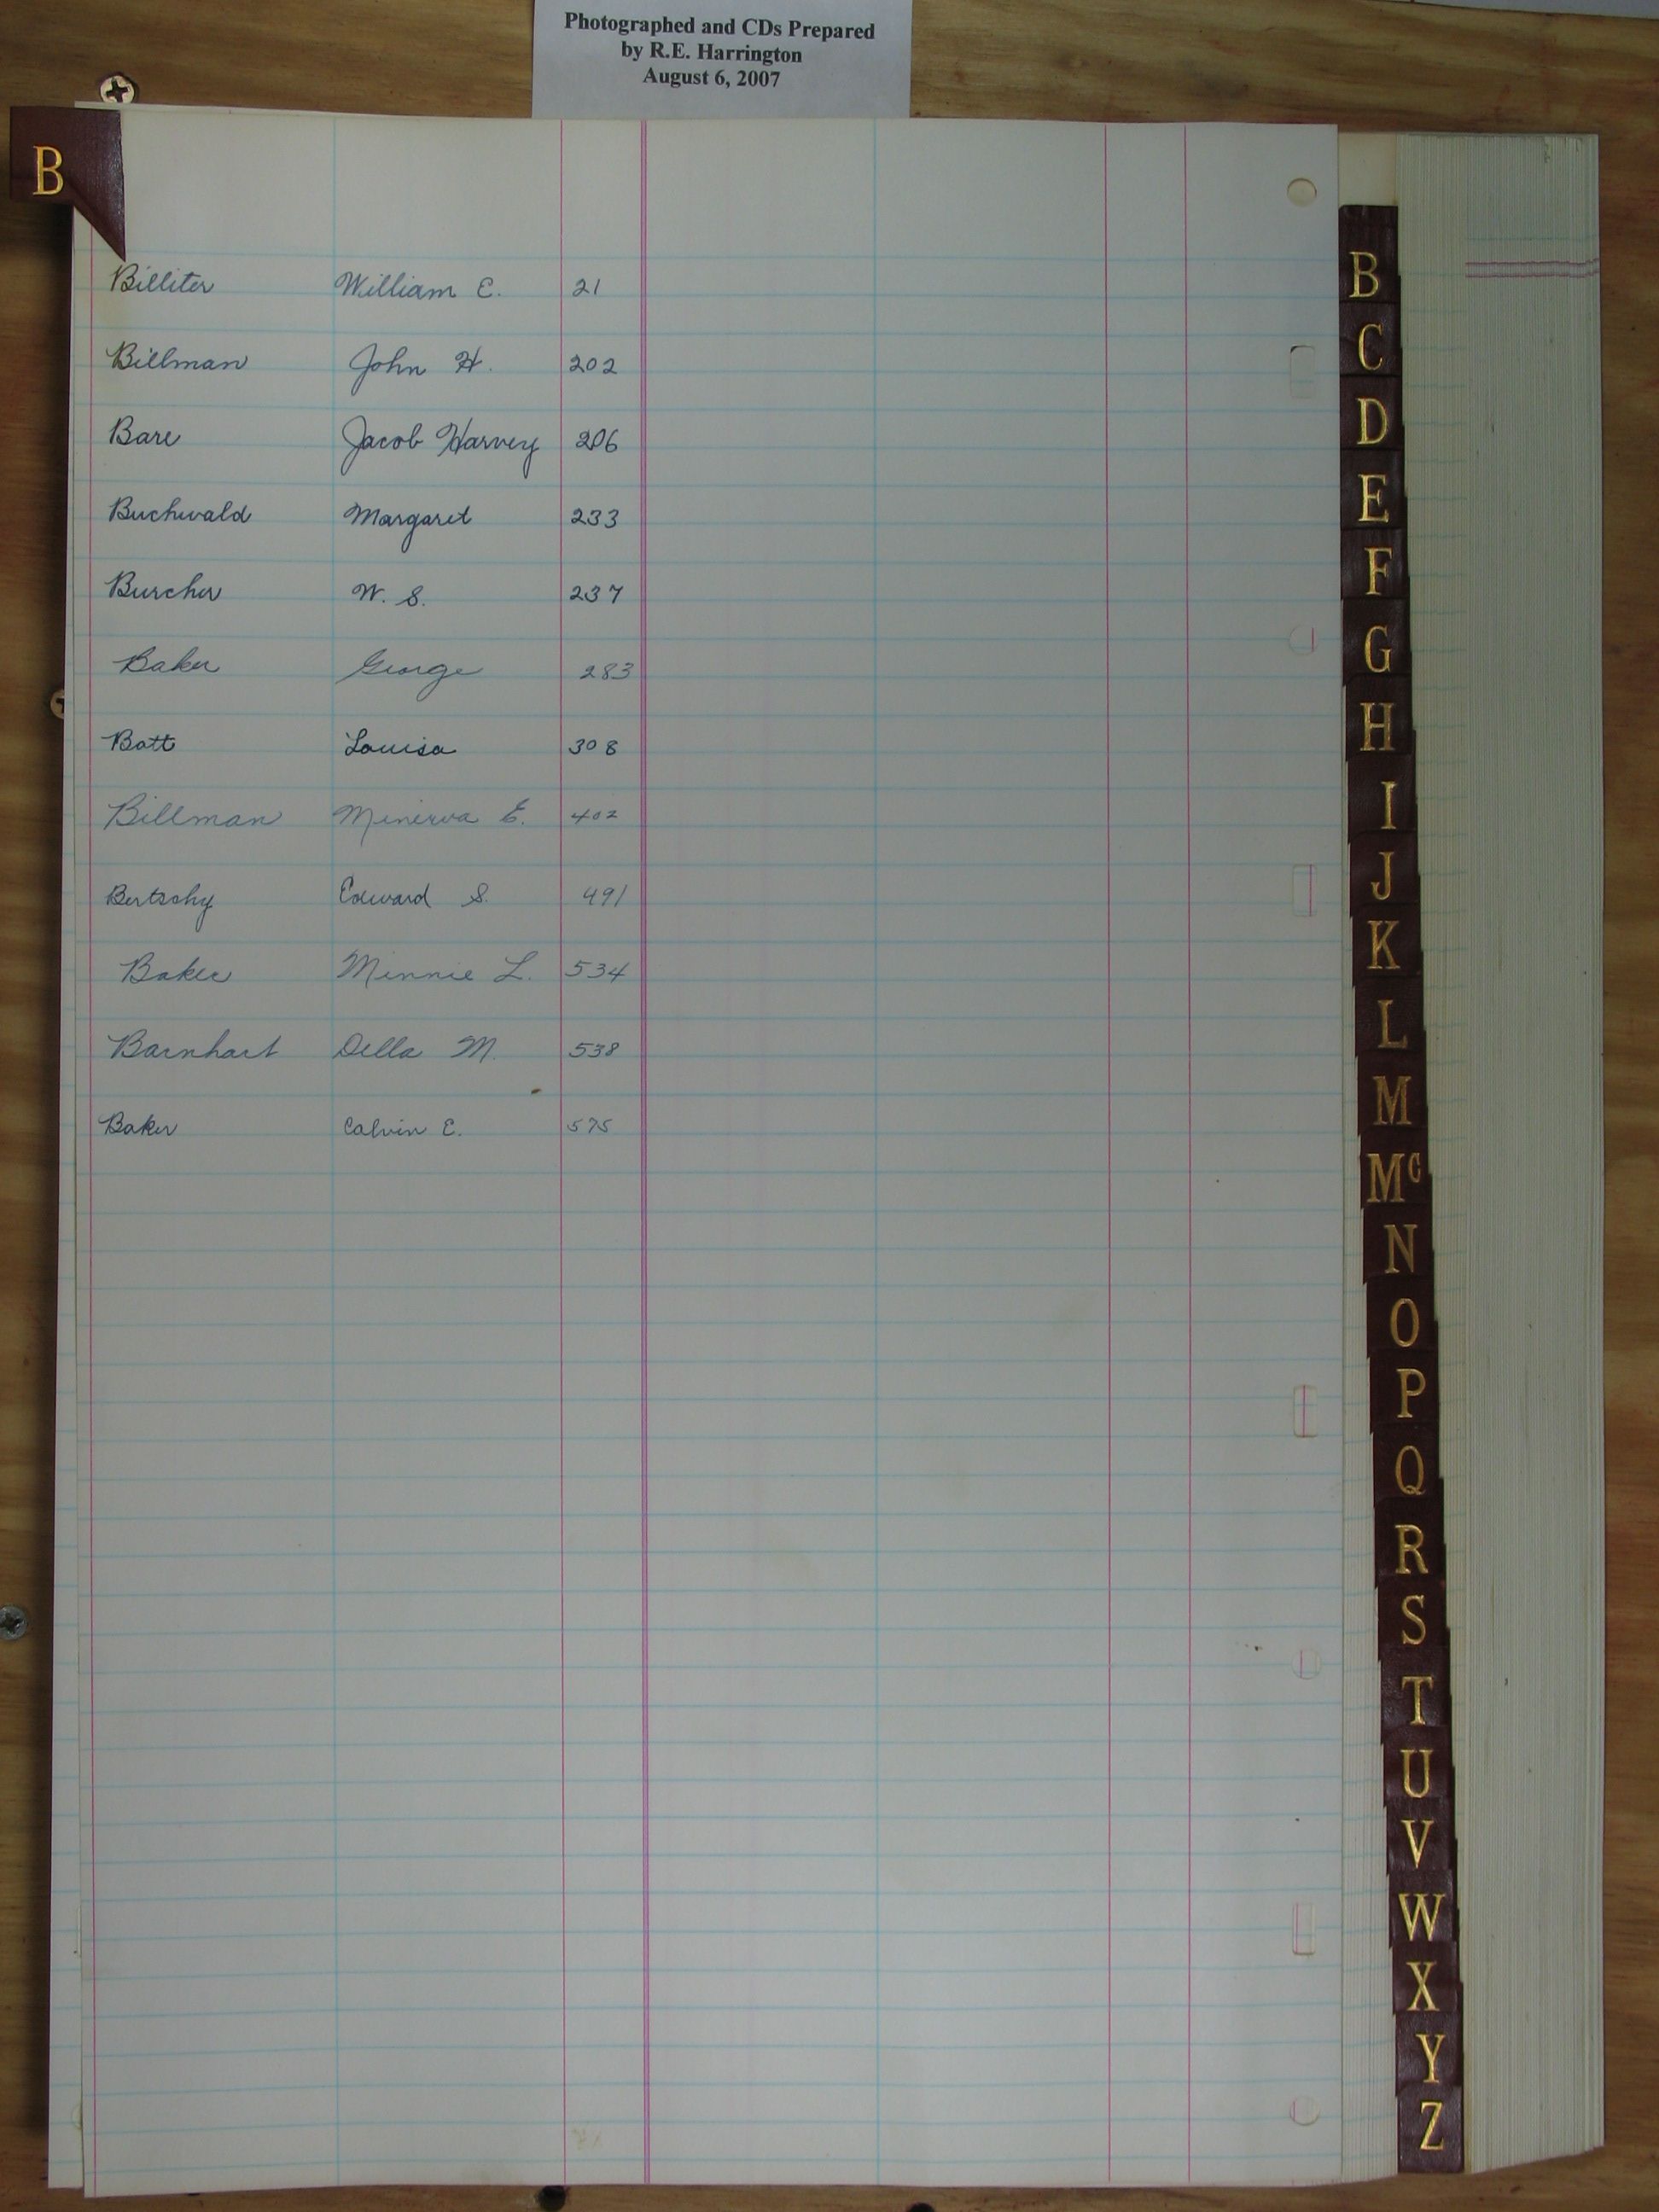 Photographed and CDs Prepared
by R.E. Harrington
August 6, 2007
B
Billiter William E. 21
Billman John H. 202
Bare Jacob Harvey 206
Buchwald Margaret 233
Burcher W. S. 237
Baker George 283
Batt Louisa 308
Billman Minerva E. 402
Bertschy Edward S. 491
Baker Minnie L. 534
Barnhart Della M. 538
Baker Calvin E. 575
B
C
D
E
F
G
H
I
J
K
L
M
Mc
N
O
P
Q
R
S
T
U
V
W
X
Y
Z